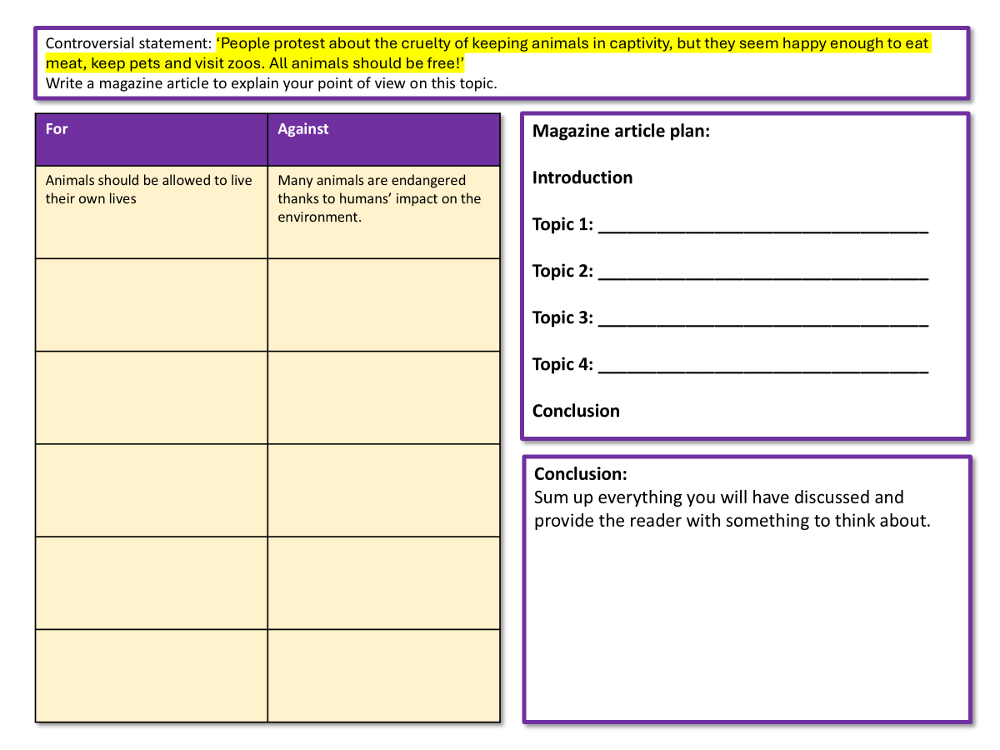 Controversial statement: ‘People protest about the cruelty of keeping animals in captivity, but they seem happy enough to eat
meat, keep pets and visit zoos. All animals should be free!’
Write a magazine article to explain your point of view on this topic.
For
Against
Animals should be allowed to live
their own lives
Many animals are endangered
thanks to humans’ impact on the
environment.
Magazine article plan:
Introduction
Topic 1: ___________________________________
Topic 2: ___________________________________
Topic 3: ___________________________________
Topic 4: ___________________________________
Conclusion
Conclusion:
Sum up everything you will have discussed and
provide the reader with something to think about.